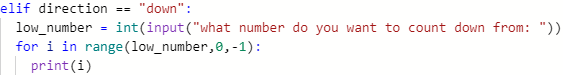 elif direction == "down":
  low_number = int(input("what number do you want to count down from: "))
  for i in range(low_number,0,-1):
    print(i)